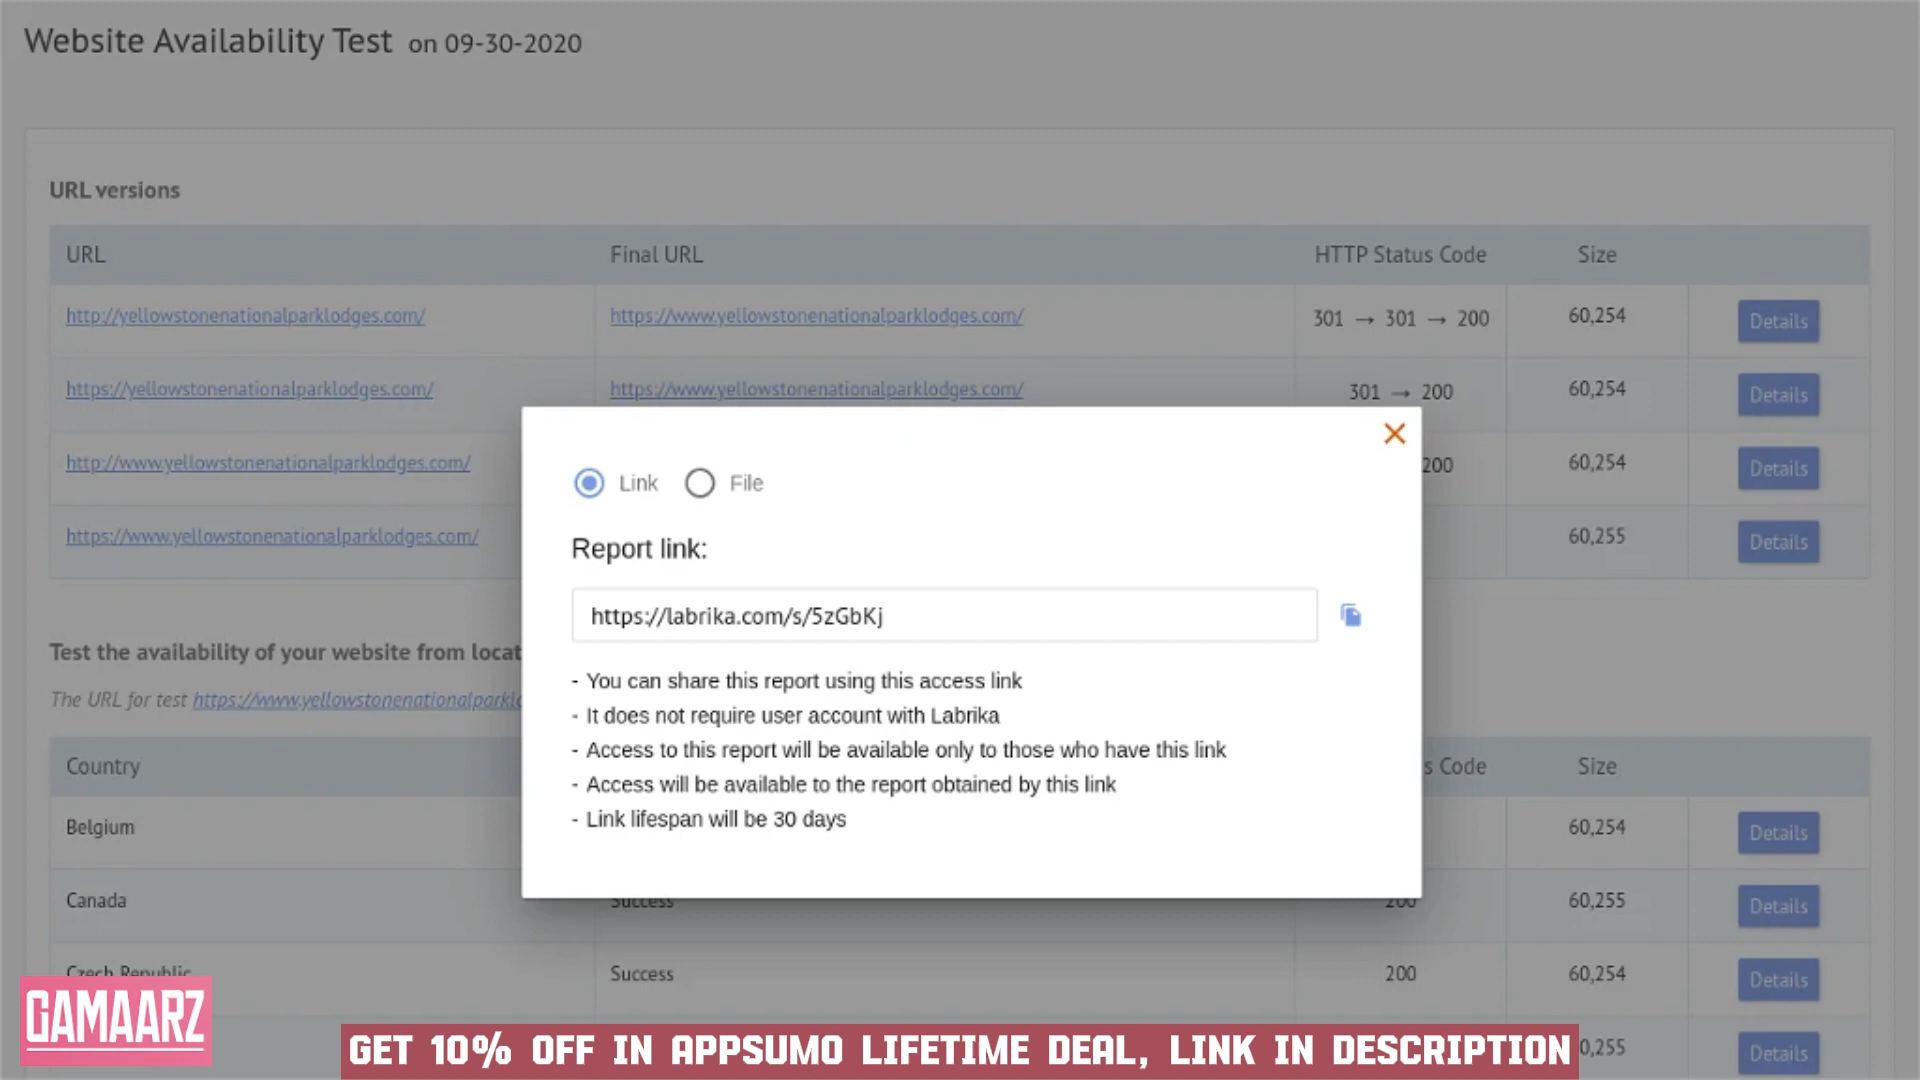 Website Availability Test on 09-30-2020
URL versions
URL Final URL HTTP Status Code Size
http://yellowstonenationalparklodges.com/ https://www.yellowstonenationalparklodges.com/ 301 → 301 → 200 60,254 Details
https://yellowstonenationalparklodges.com/ https://www.yellowstonenationalparklodges.com/ 301 → 200 60,254 Details
http://www.yellowstonenationalparklodges.com/ 200 60,254 Details
https://www.yellowstonenationalparklodges.com/ 60,255 Details
Link File
Report link:
https://labrika.com/s/5zGbKj
- You can share this report using this access link
- It does not require user account with Labrika
- Access to this report will be available only to those who have this link
- Access will be available to the report obtained by this link
- Link lifespan will be 30 days
Test the availability of your website from
The URL for test
Country Code Size
Belgium 60,254 Details
Canada Success 200 60,255 Details
Czech Republic Success 200 60,254 Details
Details
GAMAARZ
GET 10% OFF IN APPSUMO LIFETIME DEAL, LINK IN DESCRIPTION